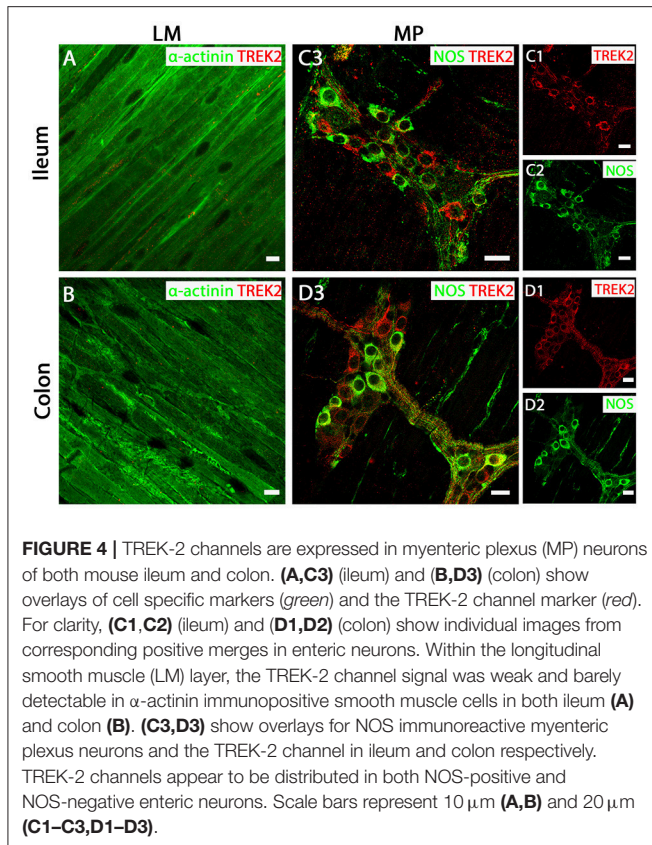 LM MP
A α-actinin TREK2 C3 NOS TREK2 C1 TREK2
Ileum
C2 NOS
B α-actinin TREK2 D3 NOS TREK2 D1 TREK2
Colon
D2 NOS
FIGURE 4 | TREK-2 channels are expressed in myenteric plexus (MP) neurons
of both mouse ileum and colon. (A,C3) (ileum) and (B,D3) (colon) show
overlays of cell specific markers (green) and the TREK-2 channel marker (red).
For clarity, (C1,C2) (ileum) and (D1,D2) (colon) show individual images from
corresponding positive merges in enteric neurons. Within the longitudinal
smooth muscle (LM) layer, the TREK-2 channel signal was weak and barely
detectable in α-actinin immunopositive smooth muscle cells in both ileum (A)
and colon (B). (C3,D3) show overlays for NOS immunoreactive myenteric
plexus neurons and the TREK-2 channel in ileum and colon respectively.
TREK-2 channels appear to be distributed in both NOS-positive and
NOS-negative enteric neurons. Scale bars represent 10 μm (A,B) and 20 μm
(C1–C3,D1–D3).